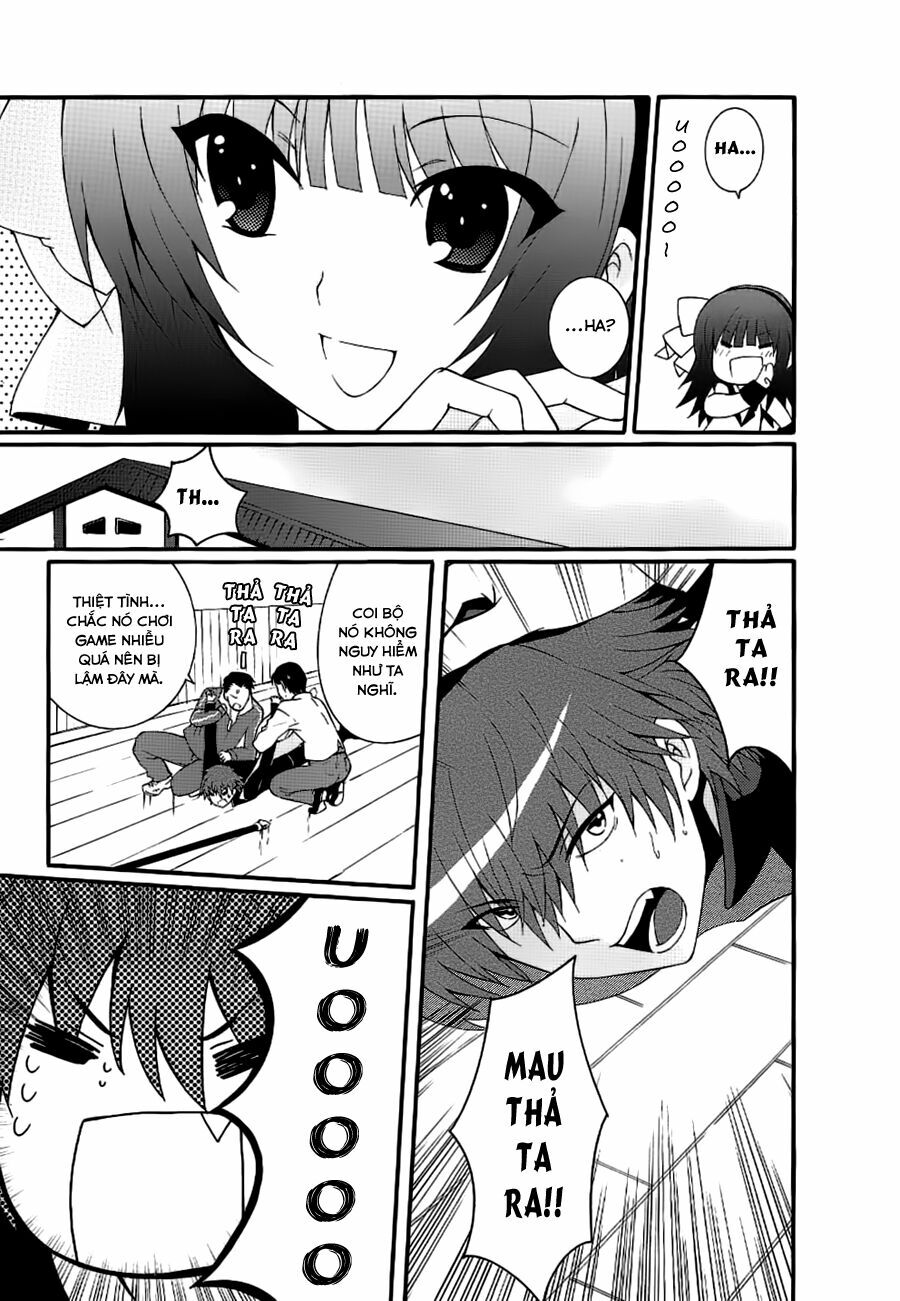 HA...
UOOOOO~
...HA?
TH...
THẢ
TA
RA!!
COI BỘ
NÓ KHÔNG
NGUY HIỂM
NHƯ TA
NGHĨ.
THẢ
TA
RA
THẢ
TA
RA
THIỆT TÌNH...
CHẮC NÓ CHƠI
GAME NHIỀU
QUÁ NÊN BỊ
LẬM ĐÂY MÀ.
MAU
THẢ
TA
RA!!
UOOOOO